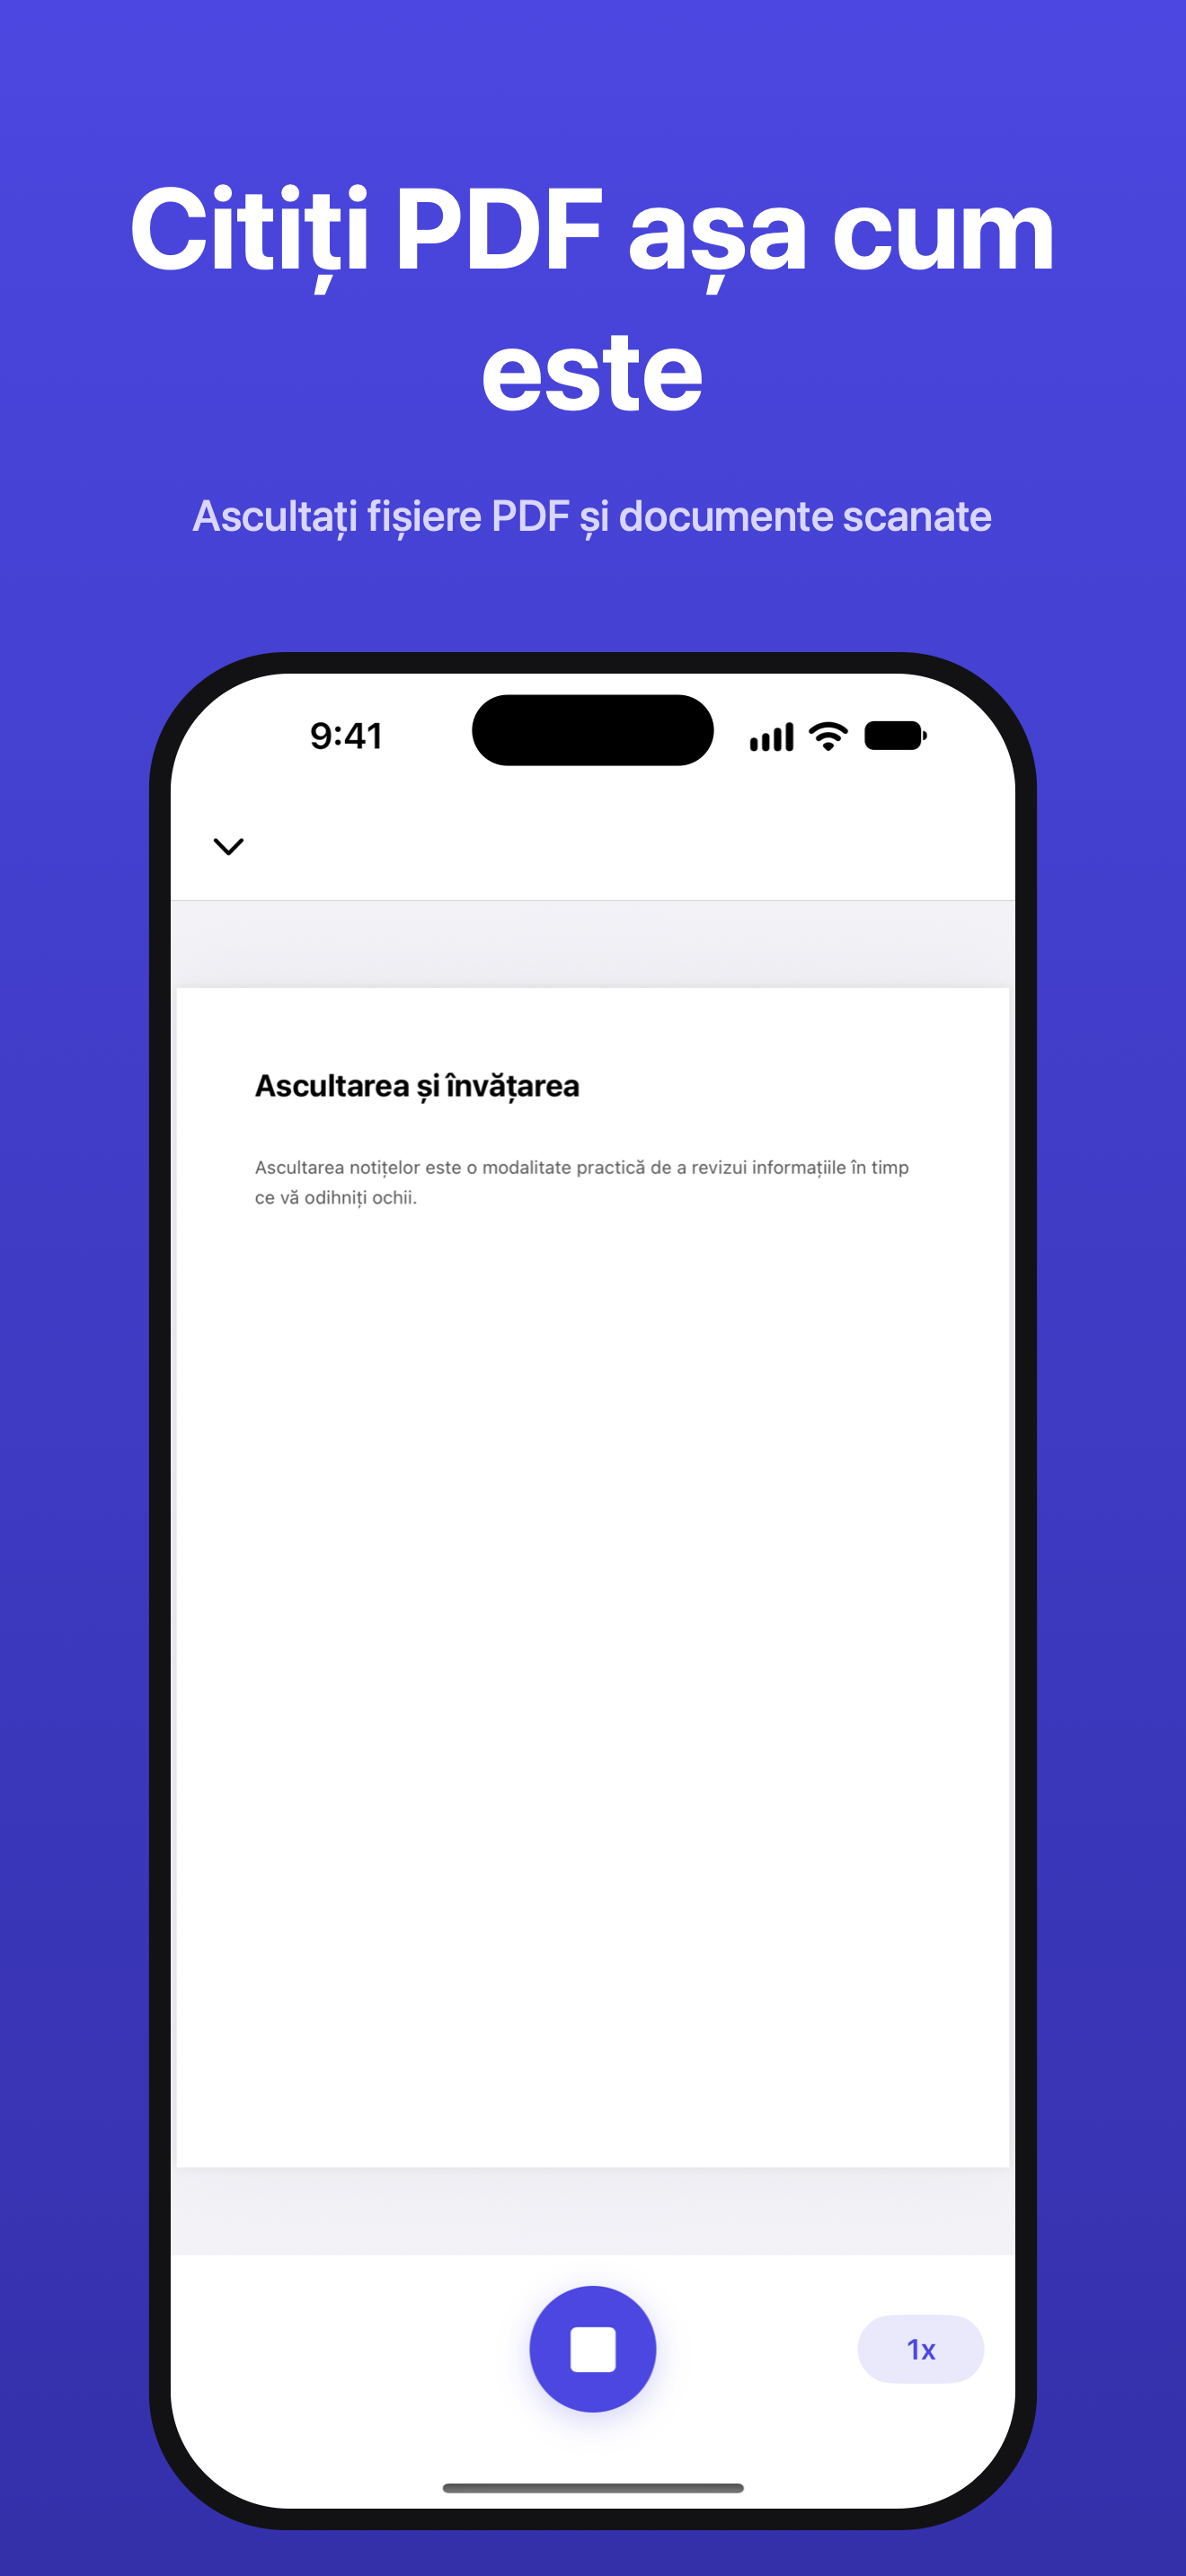 Citiți PDF așa cum
este
Ascultați fișiere PDF și documente scanate
9:41
Ascultarea și învățarea
Ascultarea notițelor este o modalitate practică de a revizui informațiile în timp
ce vă odihniți ochii.
1x